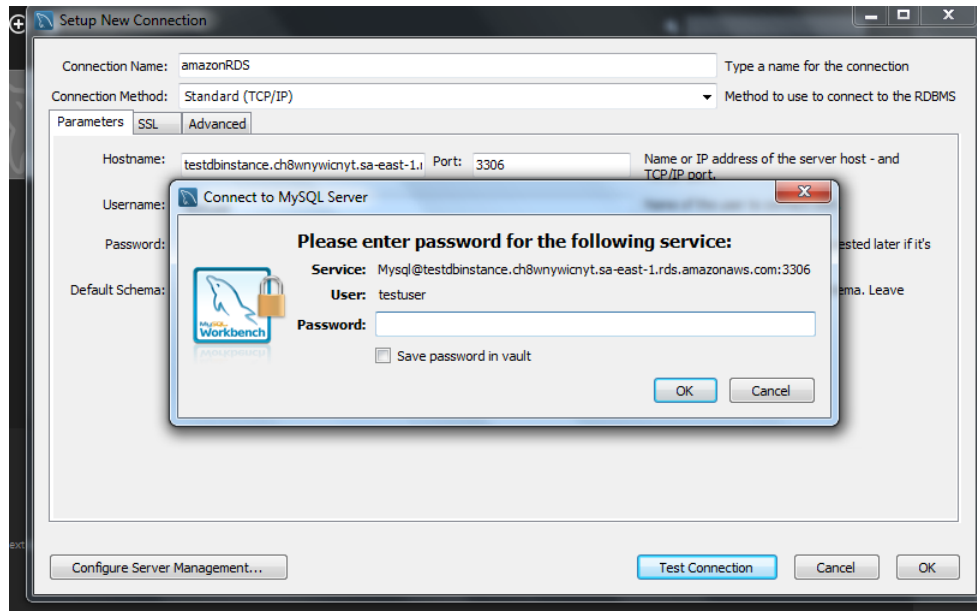 Setup New Connection
Connection Name: amazonRDS Type a name for the connection
Connection Method: Standard (TCP/IP) Method to use to connect to the RDBMS
Parameters SSL Advanced
Hostname: testdbinstance.ch8wnywicnyt.sa-east-1.r Port: 3306 Name or IP address of the server host - and
TCP/IP port.
Connect to MySQL Server
Username:
Please enter password for the following service:
Password: ested later if it's
Service: Mysql@testdbinstance.ch8wnywicnyt.sa-east-1.rds.amazonaws.com:3306
Default Schema: ema. Leave
User: testuser
MySQL
Workbench
Password:
Save password in vault
OK Cancel
ext
Configure Server Management... Test Connection Cancel OK